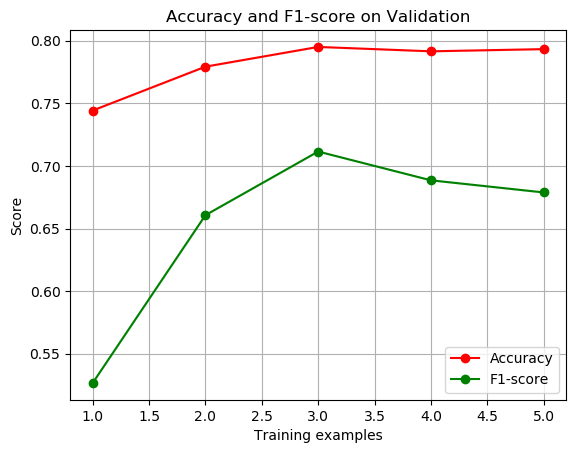 Accuracy and F1-score on Validation
0.80
0.75
0.70
0.65
0.60
0.55
Score
Accuracy
F1-score
1.0 1.5 2.0 2.5 3.0 3.5 4.0 4.5 5.0
Training examples